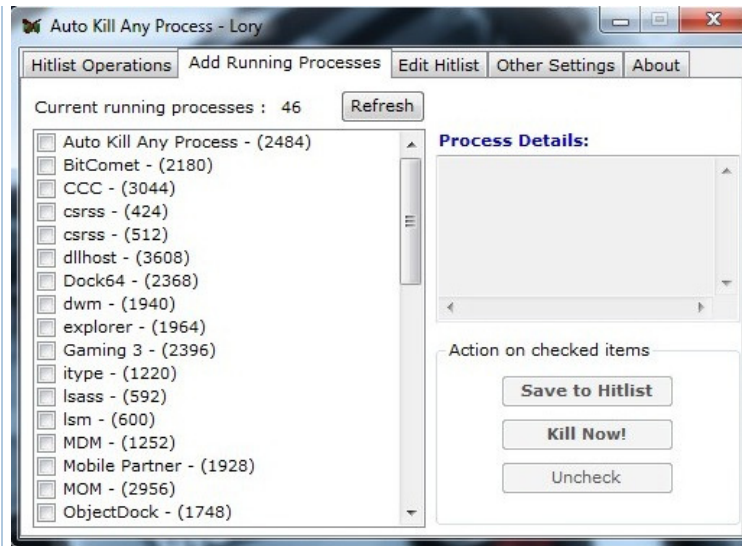 Auto Kill Any Process - Lory
Hitlist Operations Add Running Processes Edit Hitlist Other Settings About
Current running processes : 46 Refresh
Auto Kill Any Process - (2484)
BitComet - (2180)
CCC - (3044)
csrss - (424)
csrss - (512)
dllhost - (3608)
Dock64 - (2368)
dwm - (1940)
explorer - (1964)
Gaming 3 - (2396)
itype - (1220)
lsass - (592)
lsm - (600)
MDM - (1252)
Mobile Partner - (1928)
MOM - (2956)
ObjectDock - (1748)
Process Details:
Action on checked items
Save to Hitlist
Kill Now!
Uncheck